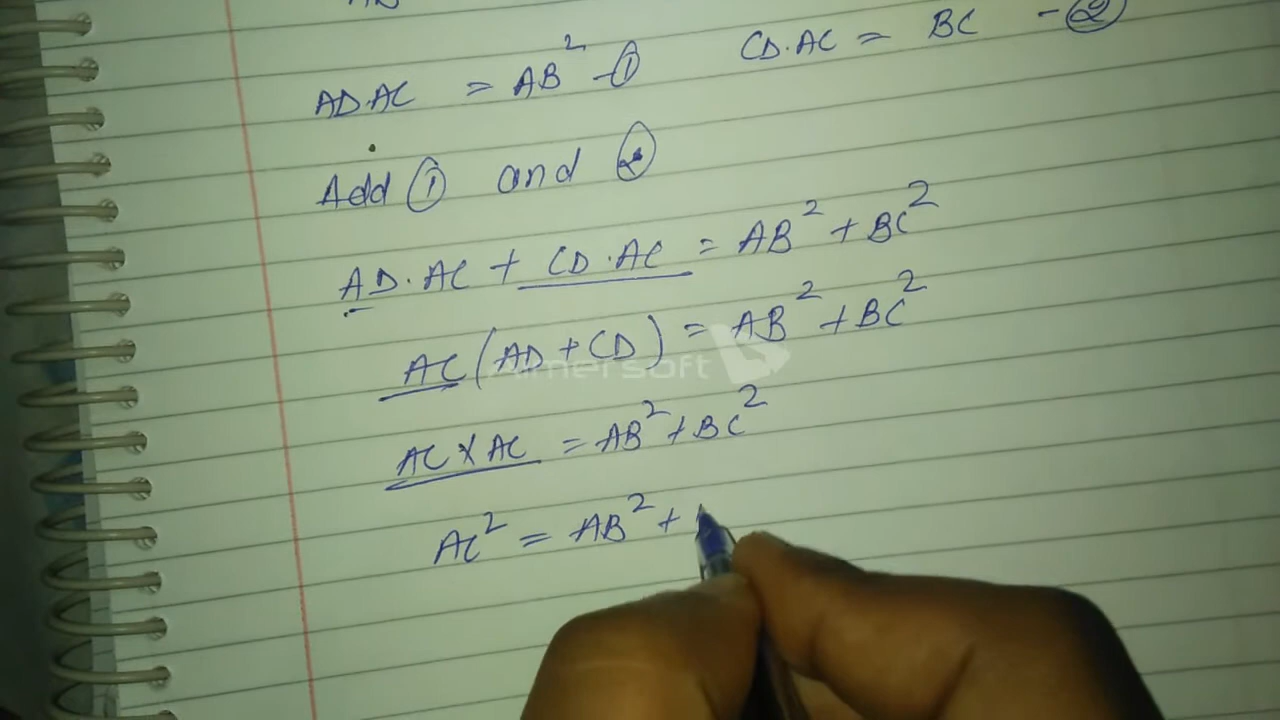 AB
AD.AC = AB² - ① CD.AC = BC - ②
Add ① and ②
AD.AC + CD.AC = AB² + BC²
AC (AD + CD) = AB² + BC²
AC × AC = AB² + BC²
AC² = AB² +